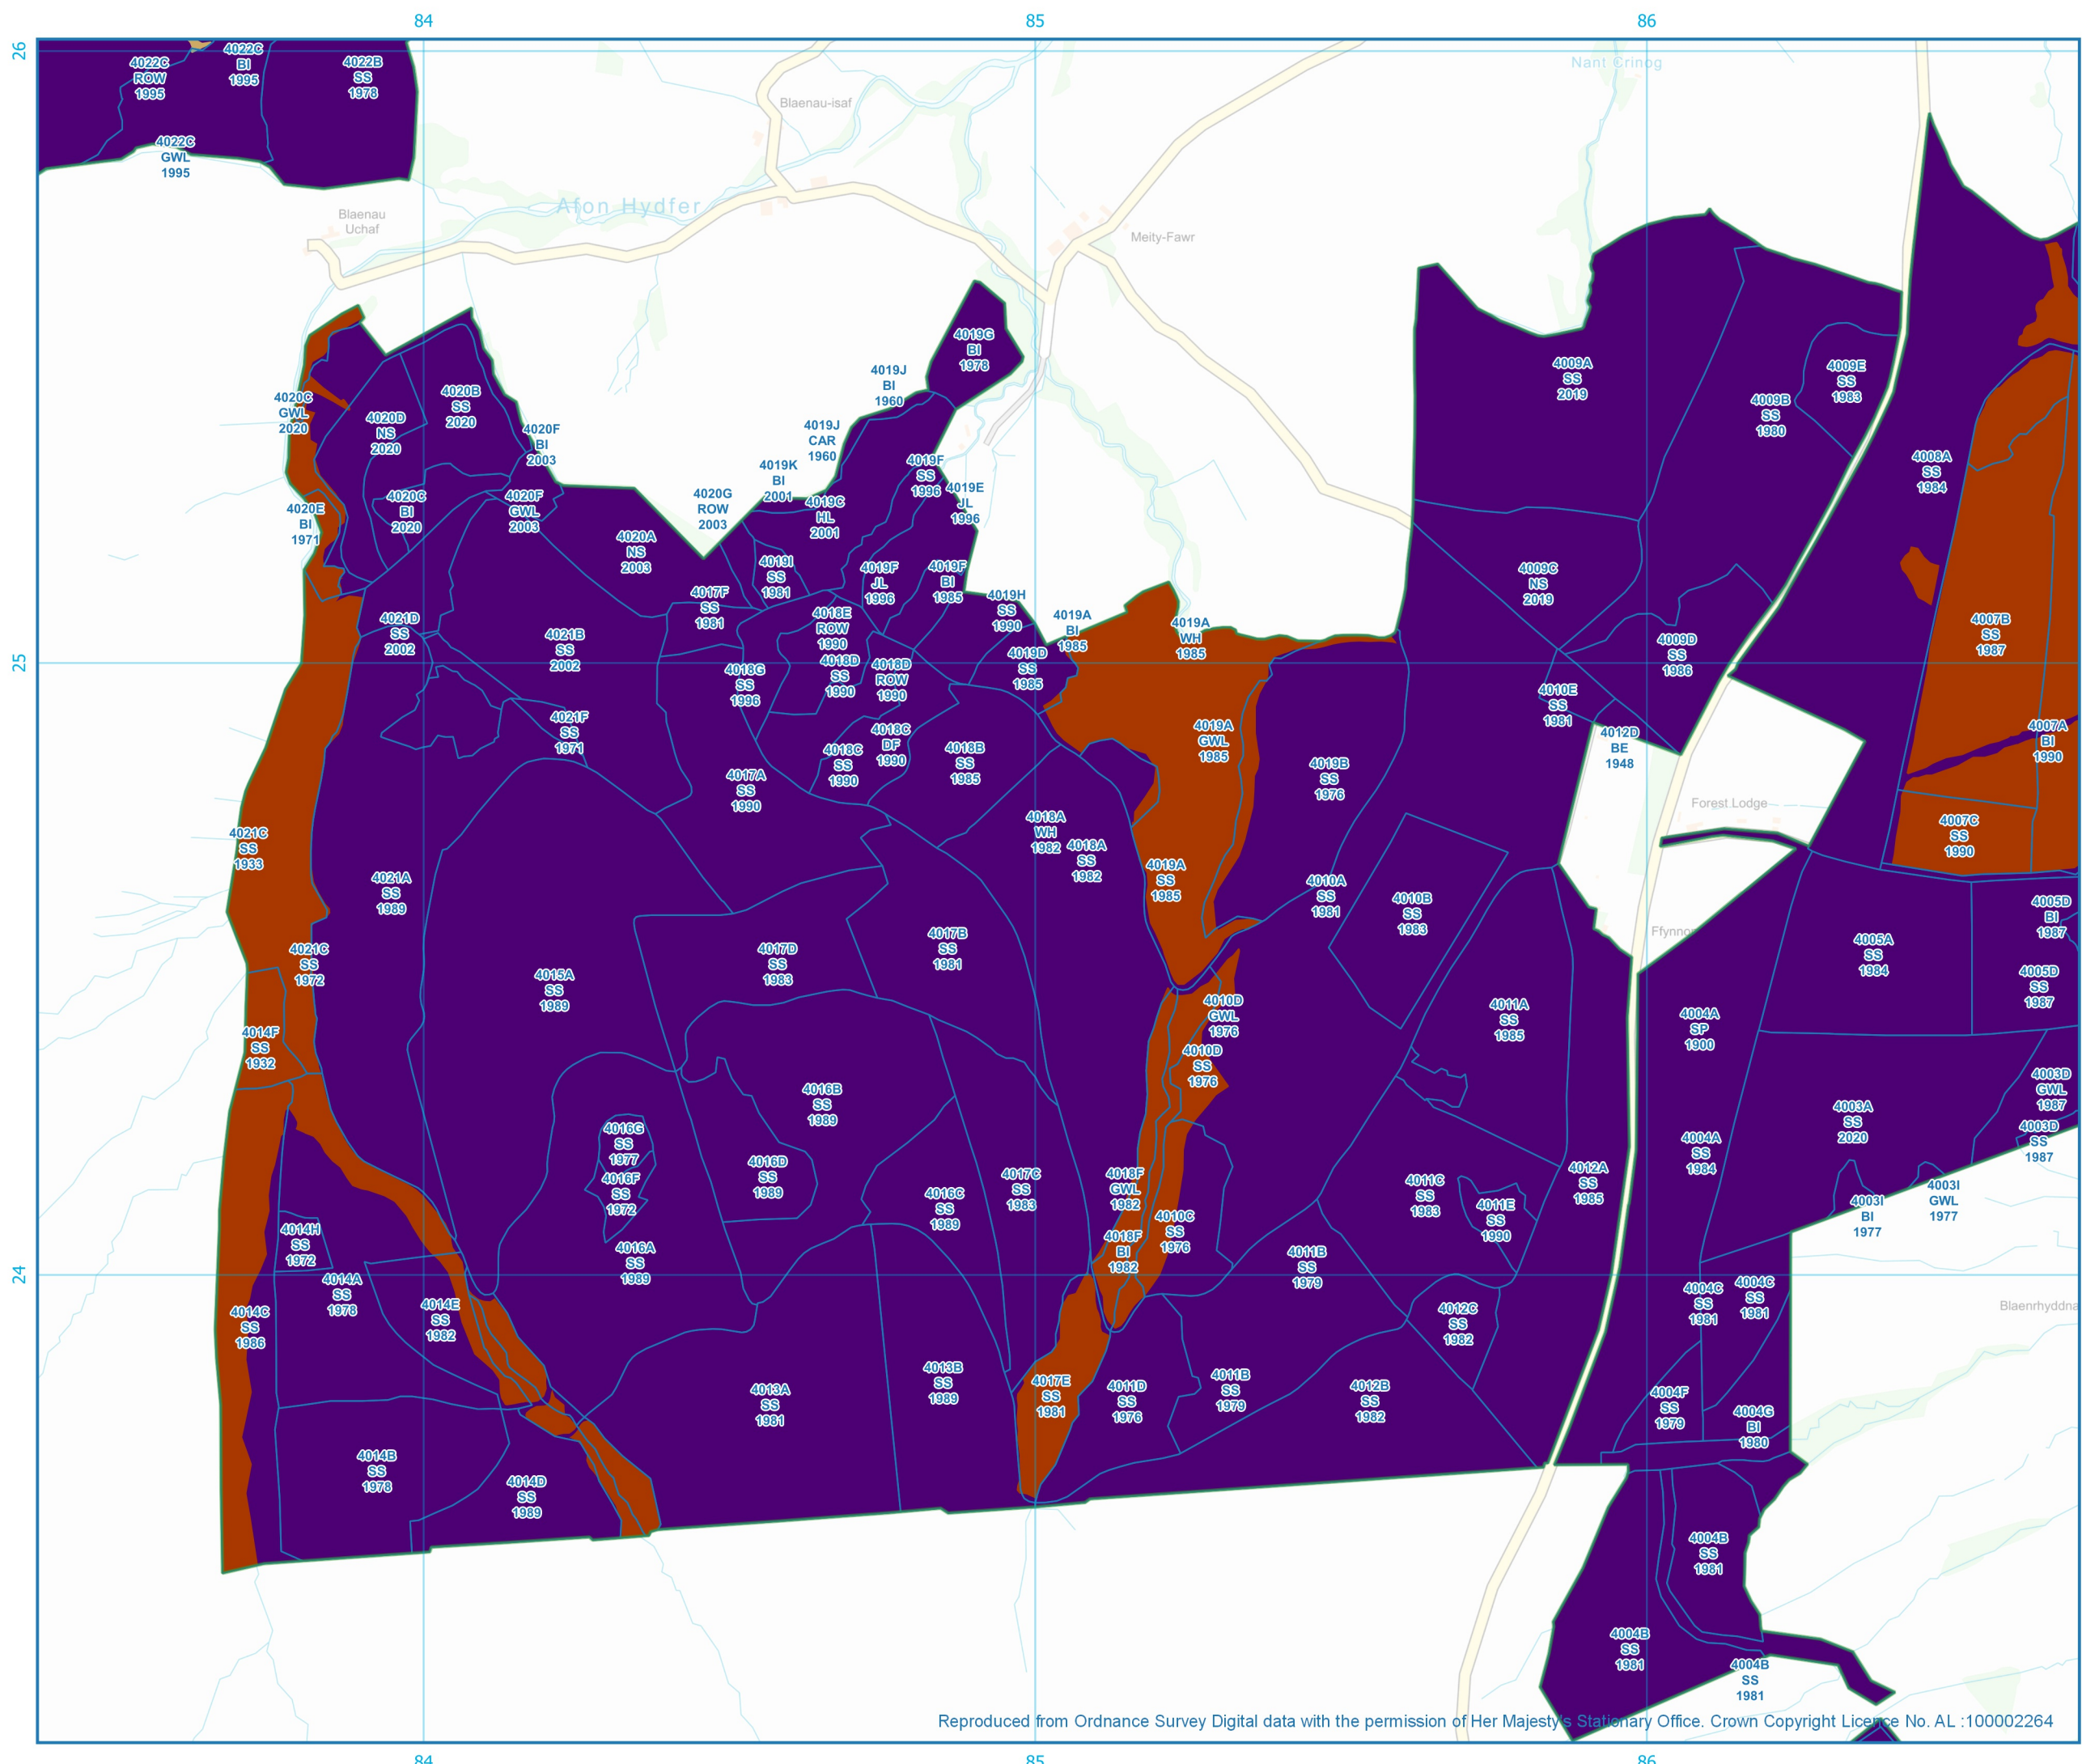 84
85
86
26
4022C
ROW
1995
4022C
BI
1995
4022B
SS
1978
4022C
GWL
1995
Nant Crinog
Blaenau-isaf
Afon Hydfer
Blaenau
Uchaf
Meity-Fawr
4019G
BI
1978
4019J
BI
1960
4009A
SS
2019
4009E
SS
1983
4009B
SS
1980
4020C
GWL
2020
4020D
NS
2020
4020B
SS
2020
4020F
BI
2003
4019J
CAR
1960
4019K
BI
2001
4019F
SS
1996
4008A
SS
1984
4020E
BI
1971
4020C
BI
2020
4020F
GWL
2003
4020G
ROW
2003
4019C
HL
2001
4019E
JL
1996
4020A
NS
2003
4019I
SS
1981
4019F
JL
1996
4019F
BI
1985
4009C
NS
2019
4017F
SS
1981
4019H
SS
1990
4019A
BI
1985
4019A
WH
1985
4018E
ROW
1990
4021D
SS
2002
4021B
SS
2002
4007B
SS
1987
4009D
SS
1986
25
4018G
SS
1996
4018D
SS
1990
4018D
ROW
1990
4019D
SS
1985
4010E
SS
1981
4021F
SS
1971
4018C
SS
1990
4018C
DF
1990
4018B
SS
1985
4019A
GWL
1985
4012D
BE
1948
4007A
BI
1990
4017A
SS
1990
4019B
SS
1976
Forest Lodge
4021C
SS
1933
4018A
WH
1982
4018A
SS
1982
4007C
SS
1990
4021A
SS
1989
4019A
SS
1985
4010A
SS
1981
4010B
SS
1983
4005D
BI
1987
Ffynnor
4021C
SS
1972
4015A
SS
1989
4017D
SS
1983
4017B
SS
1981
4005A
SS
1984
4005D
SS
1987
4014F
SS
1932
4010D
GWL
1976
4011A
SS
1985
4004A
SP
1900
4010D
SS
1976
4016B
SS
1989
4003A
SS
2020
4003D
GWL
1987
4016G
SS
1977
4016D
SS
1989
4004A
SS
1984
4003D
SS
1987
4016F
SS
1972
4016C
SS
1989
4017C
SS
1983
4018F
GWL
1982
4011C
SS
1983
4012A
SS
1985
4003I
BI
1977
4003I
GWL
1977
4014H
SS
1972
4010C
SS
1976
4011E
SS
1990
24
4016A
SS
1989
4018F
BI
1982
4011B
SS
1979
4014A
SS
1978
4014C
SS
1986
4014E
SS
1982
4012C
SS
1982
4004C
SS
1981
4004C
SS
1981
Blaenrhyddna
4013A
SS
1981
4013B
SS
1989
4017E
SS
1981
4011D
SS
1976
4011B
SS
1979
4012B
SS
1982
4004F
SS
1979
4004G
BI
1980
4014B
SS
1978
4014D
SS
1989
4004B
SS
1981
4004B
SS
1981
4004B
SS
1981
Reproduced from Ordnance Survey Digital data with the permission of Her Majesty's Stationary Office. Crown Copyright Licence No. AL :100002264
84
85
86